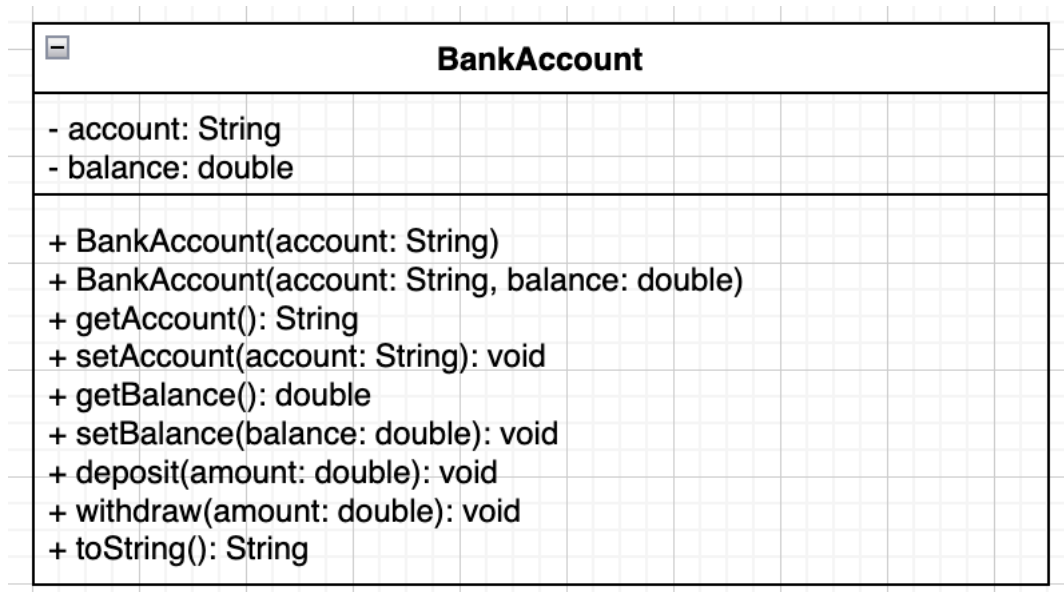 BankAccount
- account: String
- balance: double
+ BankAccount(account: String)
+ BankAccount(account: String, balance: double)
+ getAccount(): String
+ setAccount(account: String): void
+ getBalance(): double
+ setBalance(balance: double): void
+ deposit(amount: double): void
+ withdraw(amount: double): void
+ toString(): String